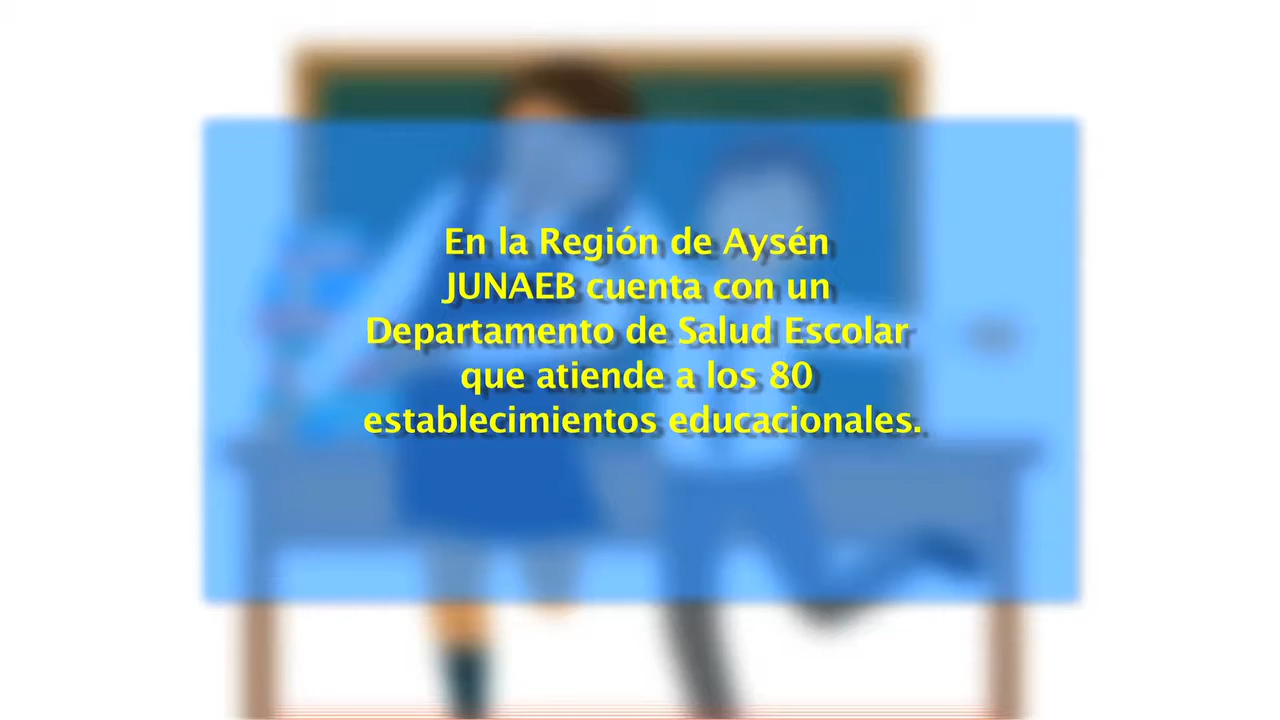 En la Región de Aysén
JUNAEB cuenta con un
Departamento de Salud Escolar
que atiende a los 80
establecimientos educacionales.